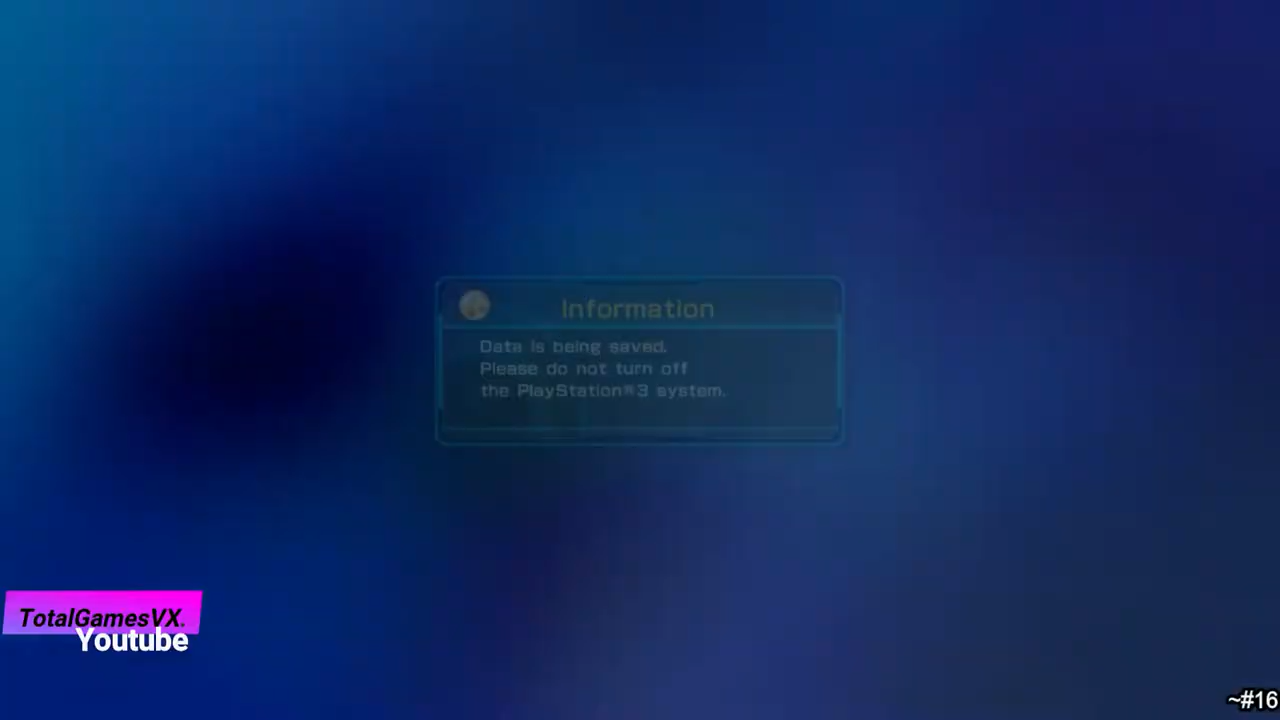 Information
Data is being saved.
Please do not turn off
the PlayStation®3 system.
TotalGamesVX.
Youtube
~#16